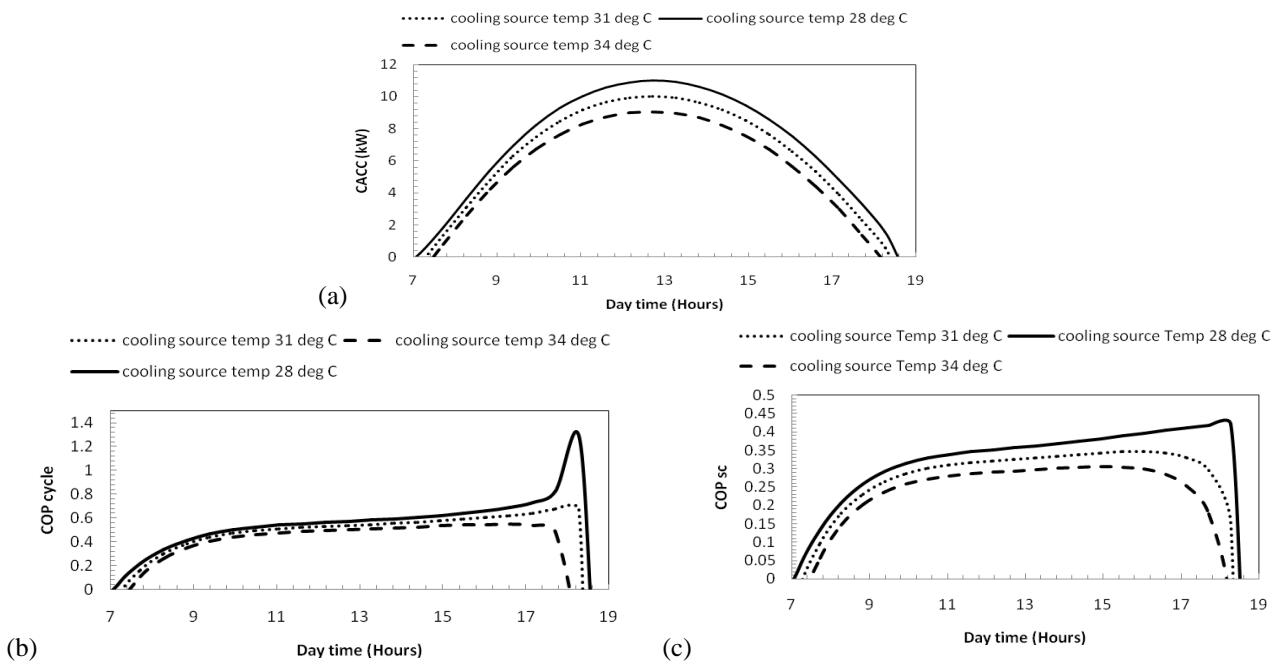 cooling source temp 31 deg C cooling source temp 28 deg C
cooling source temp 34 deg C
12
10
8
6
4
2
0
CACC (kW)
7 9 11 13 15 17 19
Day time (Hours)
(a)
cooling source temp 31 deg C cooling source temp 34 deg C
cooling source temp 28 deg C
1.4
1.2
1
0.8
0.6
0.4
0.2
0
COP cycle
7 9 11 13 15 17 19
Day time (Hours)
(b)
cooling source Temp 31 deg C cooling source Temp 28 deg C
cooling source Temp 34 deg C
0.5
0.45
0.4
0.35
0.3
0.25
0.2
0.15
0.1
0.05
0
COP sc
7 9 11 13 15 17 19
Day time (Hours)
(c)